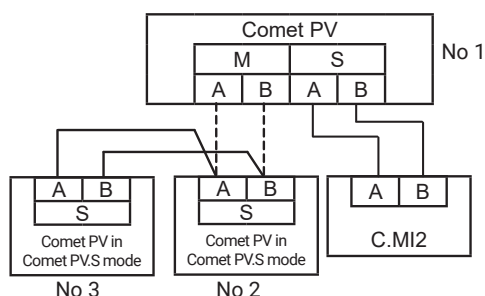 Comet PV
No 1
M S
A B A B
A B
S
Comet PV in
Comet PV.S mode
No 3
A B
S
Comet PV in
Comet PV.S mode
No 2
A B
C.MI2